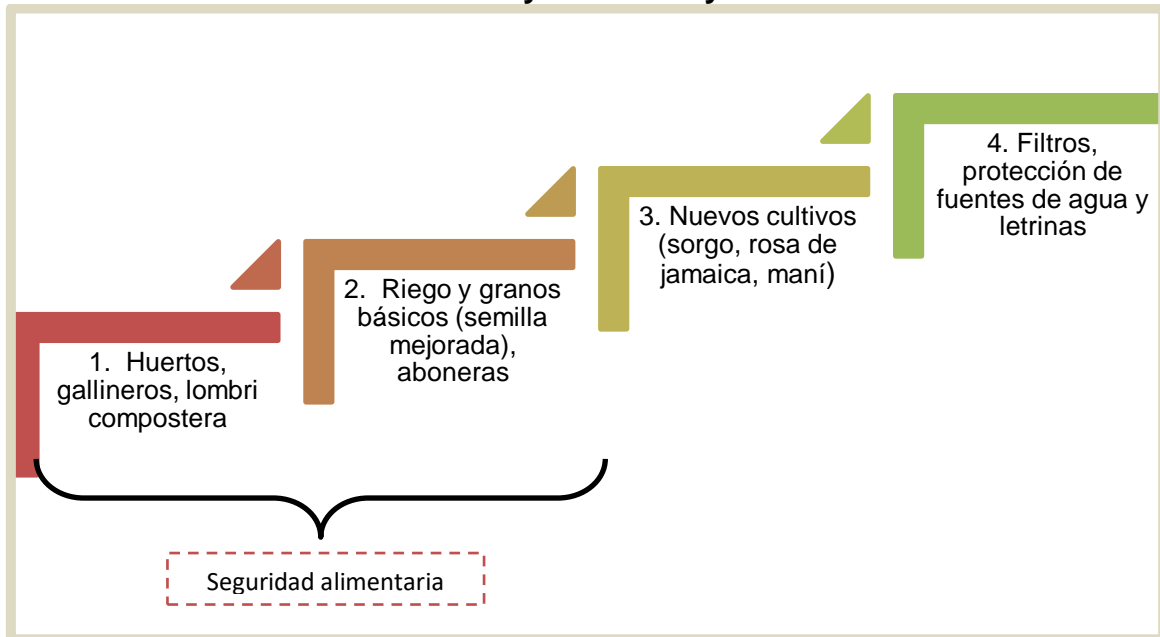 1. Huertos,
gallineros, lombri
compostera
2. Riego y granos
básicos (semilla
mejorada),
aboneras
3. Nuevos cultivos
(sorgo, rosa de
jamaica, maní)
4. Filtros,
protección de
fuentes de agua y
letrinas
Seguridad alimentaria